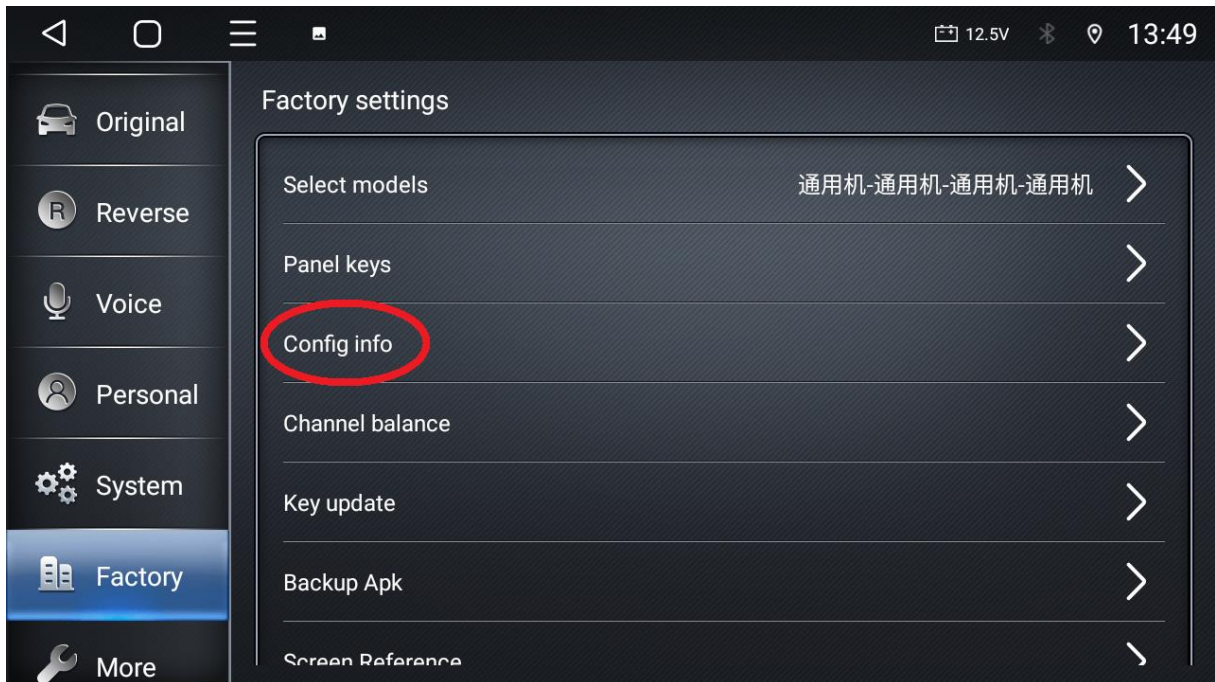 12.5V 13:49
Original
R Reverse
Voice
Personal
System
Factory
More
Factory settings
Select models 通用机-通用机-通用机-通用机
Panel keys
Config info
Channel balance
Key update
Backup Apk
Screen Reference